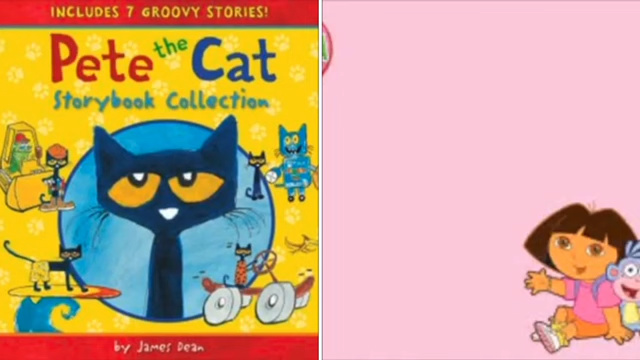 INCLUDES 7 GROOVY STORIES!
Pete the Cat
Storybook Collection
by James Dean